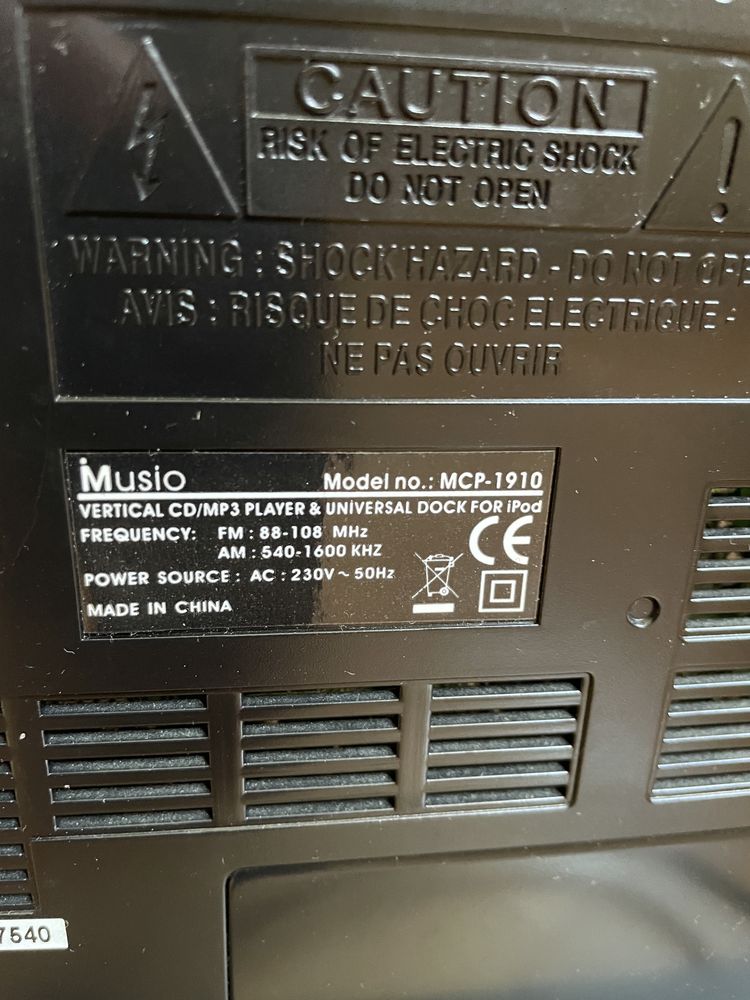 CAUTION
RISK OF ELECTRIC SHOCK
DO NOT OPEN
WARNING : SHOCK HAZARD - DO NOT OPE
AVIS : RISQUE DE CHOC ELECTRIQUE -
NE PAS OUVRIR
iMusio
Model no.: MCP-1910
VERTICAL CD/MP3 PLAYER & UNIVERSAL DOCK FOR iPod
FREQUENCY: FM : 88-108 MHz
AM : 540-1600 KHZ
CE
POWER SOURCE : AC : 230V ~ 50Hz
MADE IN CHINA
7540